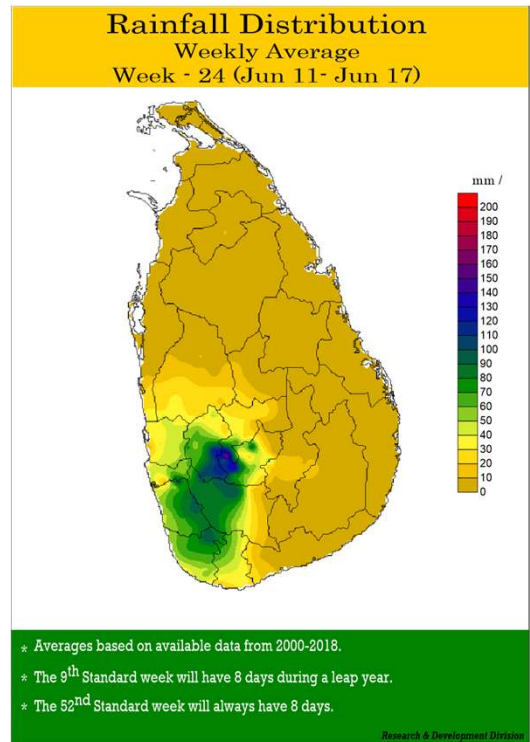 Rainfall Distribution
Weekly Average
Week - 24 (Jun 11- Jun 17)
mm /
200
190
180
170
160
150
140
130
120
110
100
90
80
70
60
50
40
30
20
10
0
* Averages based on available data from 2000-2018.
* The 9th Standard week will have 8 days during a leap year.
* The 52nd Standard week will always have 8 days.
Research & Development Division